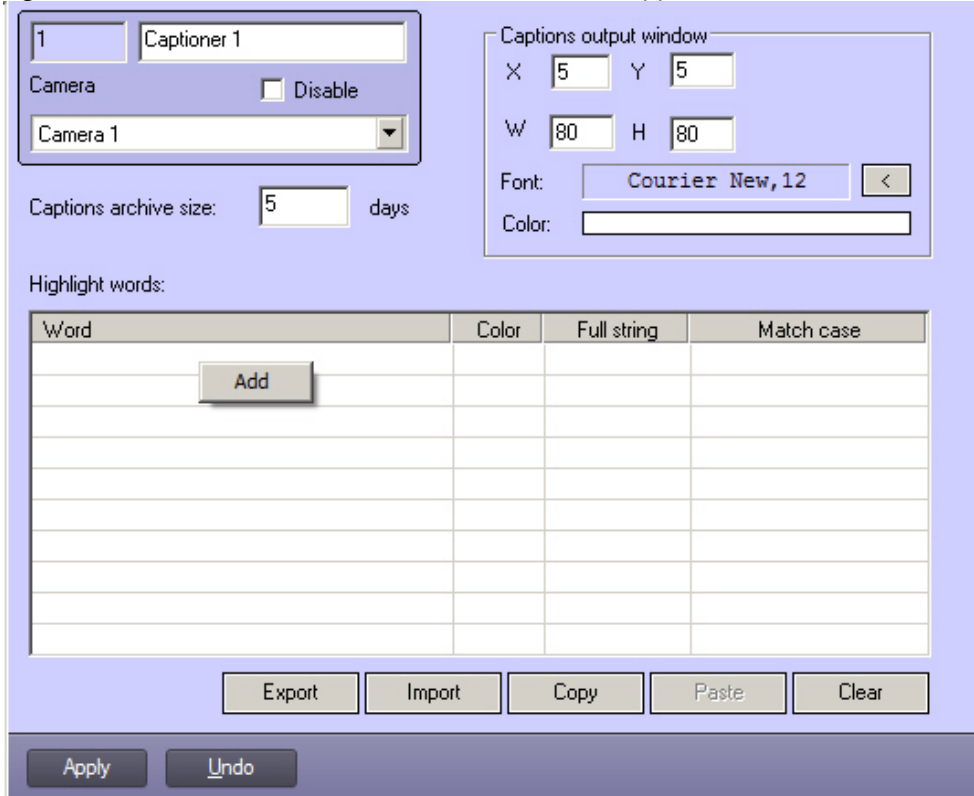 1 Captioner 1
Camera Disable
Camera 1
Captions archive size: 5 days
Captions output window
X 5 Y 5
W 80 H 80
Font: Courier New,12 <
Color:
Highlight words:
Word Color Full string Match case
Add
Export Import Copy Paste Clear
Apply Undo